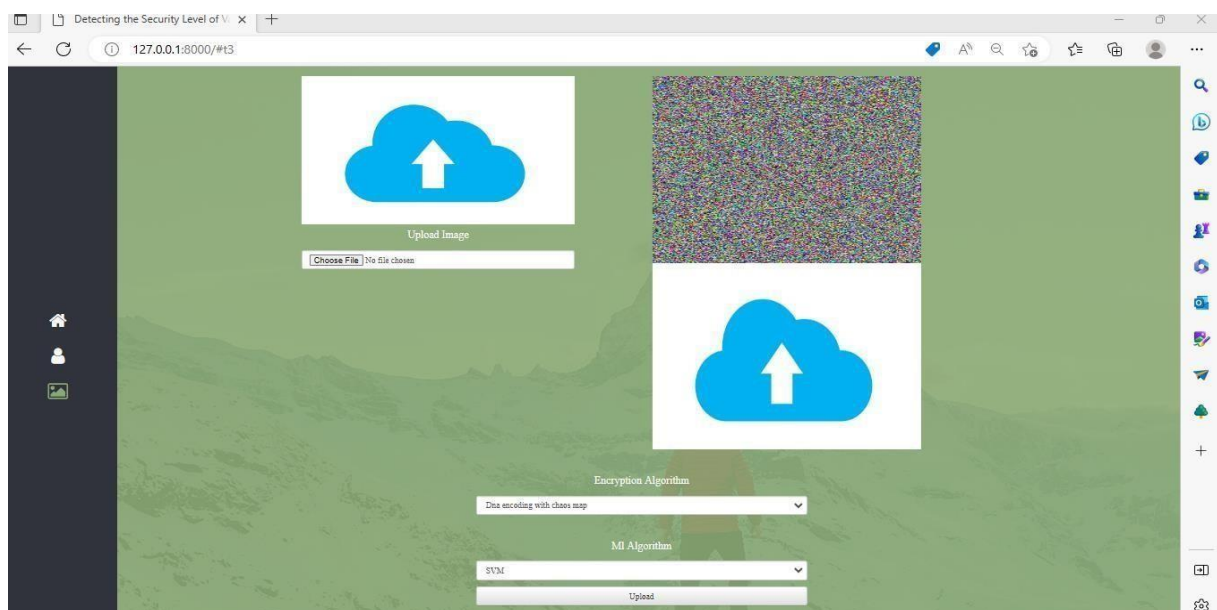 Detecting the Security Level of V
127.0.0.1:8000/#t3
Upload Image
Choose File No file chosen
Encryption Algorithm
Dna encoding with chaos map
Ml Algorithm
SVM
Upload